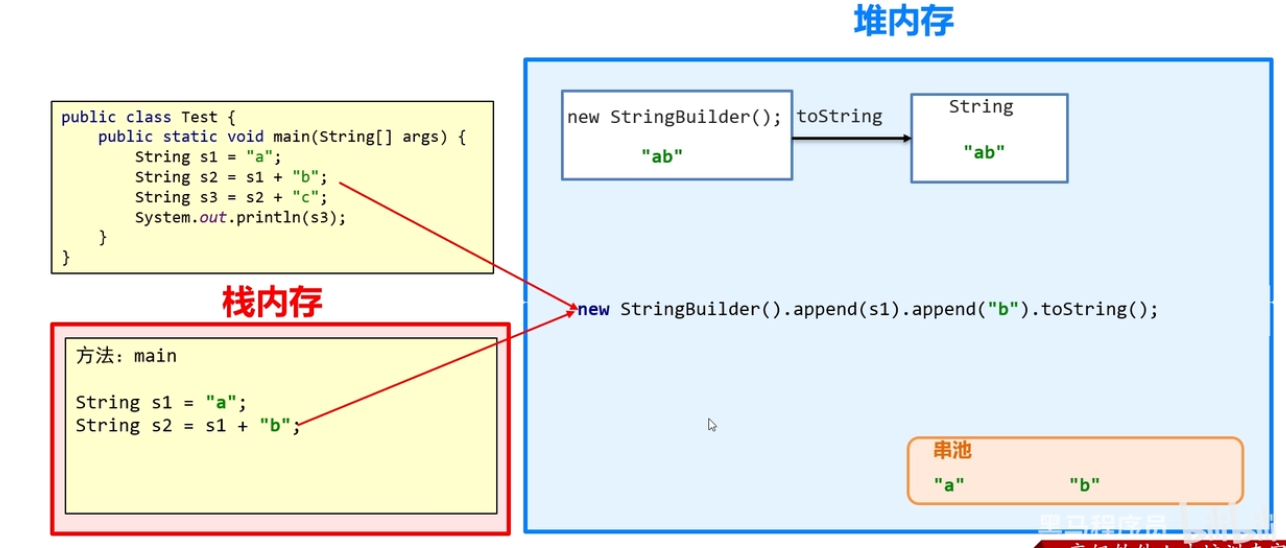 堆内存
public class Test {
public static void main(String[] args) {
String s1 = "a";
String s2 = s1 + "b";
String s3 = s2 + "c";
System.out.println(s3);
}
}
new StringBuilder();
"ab"
toString
String
"ab"
栈内存
new StringBuilder().append(s1).append("b").toString();
方法：main
String s1 = "a";
String s2 = s1 + "b";
串池
"a" "b"
黑马程序员